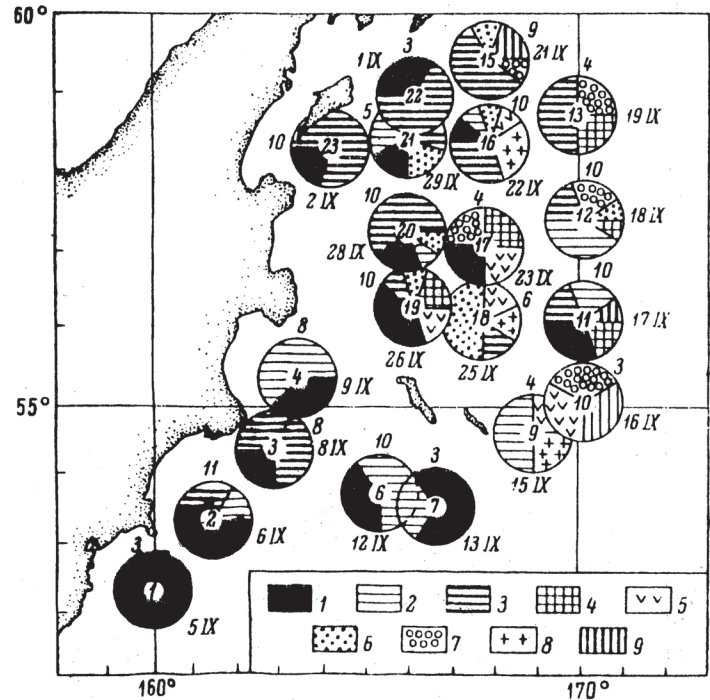 60°
3
9
1 IX
15
21 IX
22
4
5
10
13
10
23
21
16
19 IX
29 IX
22 IX
2 IX
10
10
4
12
18 IX
20
17
28 IX
10
23 IX
10
6
19
18
11
17 IX
8
26 IX
25 IX
3
4
9 IX
4
10
55°
8
9
16 IX
3
8 IX
15 IX
11
10
3
6
7
2
6 IX
12 IX
13 IX
3
1
5 IX
1
2
3
4
5
6
7
8
9
160°
170°